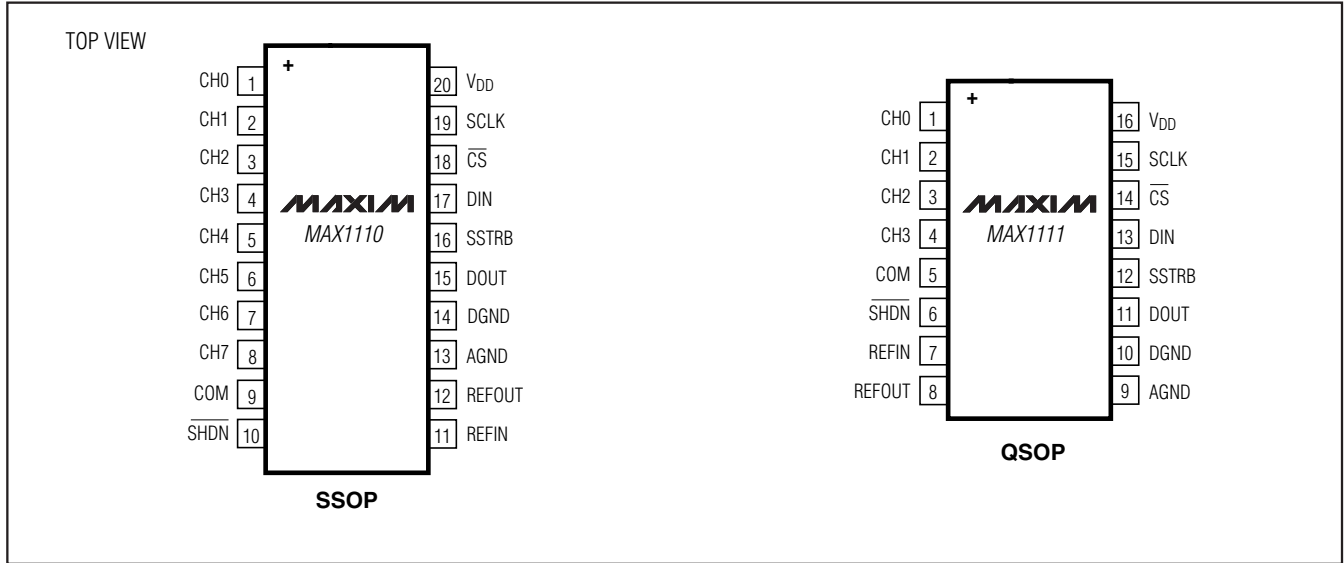 TOP VIEW
+
CH0 1 20 VDD
CH1 2 19 SCLK
CH2 3 18 C̅S̅
CH3 4 17 DIN
MAXIM
MAX1110
CH4 5 16 SSTRB
CH5 6 15 DOUT
CH6 7 14 DGND
CH7 8 13 AGND
COM 9 12 REFOUT
S̅H̅D̅N̅ 10 11 REFIN
SSOP
+
CH0 1 16 VDD
CH1 2 15 SCLK
CH2 3 14 C̅S̅
MAXIM
CH3 4 13 DIN
MAX1111
COM 5 12 SSTRB
S̅H̅D̅N̅ 6 11 DOUT
REFIN 7 10 DGND
REFOUT 8 9 AGND
QSOP